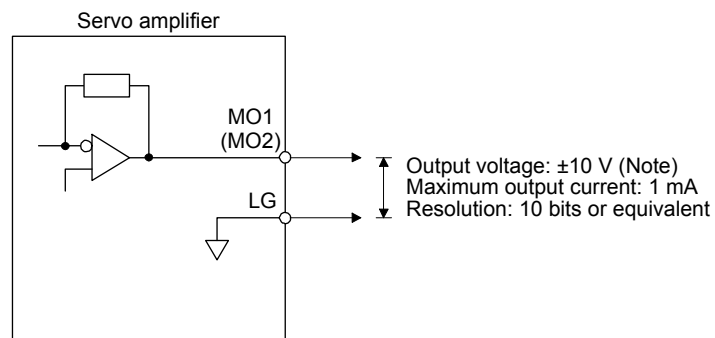 Servo amplifier
MO1
(MO2)
LG
Output voltage: ±10 V (Note)
Maximum output current: 1 mA
Resolution: 10 bits or equivalent